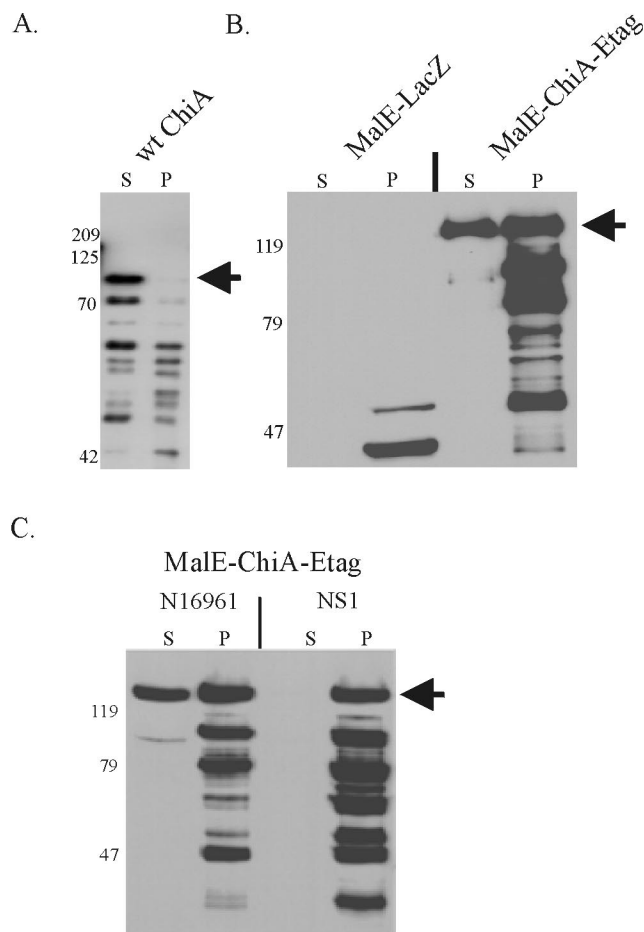 A.
wt ChiA
S P
209
125
70
42
B.
MalE-LacZ
MalE-ChiA-Etag
S P S P
119
79
47
C.
MalE-ChiA-Etag
N16961 NS1
S P S P
119
79
47